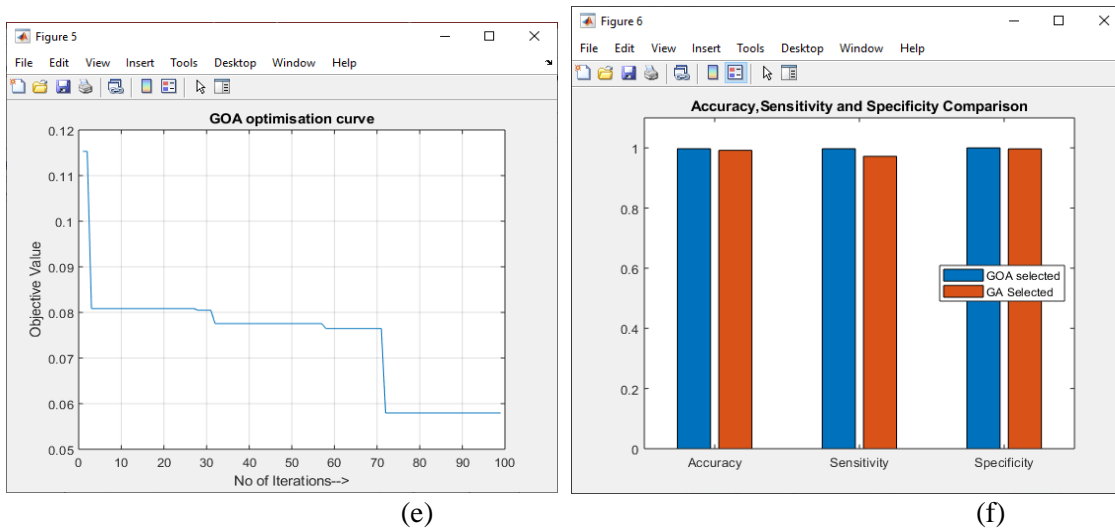 Figure 5
File Edit View Insert Tools Desktop Window Help
GOA optimisation curve
0.12
0.11
0.1
0.09
0.08
0.07
0.06
0.05
Objective Value
0 10 20 30 40 50 60 70 80 90 100
No of Iterations-->
(e)
Figure 6
File Edit View Insert Tools Desktop Window Help
Accuracy,Sensitivity and Specificity Comparison
1
0.8
0.6
0.4
0.2
0
GOA selected
GA Selected
Accuracy Sensitivity Specificity
(f)